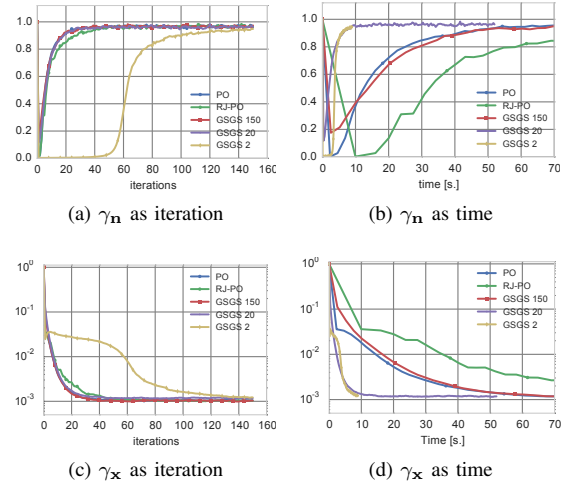 1.0
0.8
0.6
0.4
0.2
0.0
PO
RJ-PO
GSGS 150
GSGS 20
GSGS 2
0 20 40 60 80 100 120 140 160
iterations
(a) γn as iteration
1.0
0.8
0.6
0.4
0.2
0.0
PO
RJ-PO
GSGS 150
GSGS 20
GSGS 2
0 10 20 30 40 50 60 70
time [s.]
(b) γn as time
10^0
10^-1
10^-2
10^-3
PO
RJ-PO
GSGS 150
GSGS 20
GSGS 2
0 20 40 60 80 100 120 140 160
iterations
(c) γx as iteration
10^0
10^-1
10^-2
10^-3
PO
RJ-PO
GSGS 150
GSGS 20
GSGS 2
0 10 20 30 40 50 60 70
Time [s.]
(d) γx as time